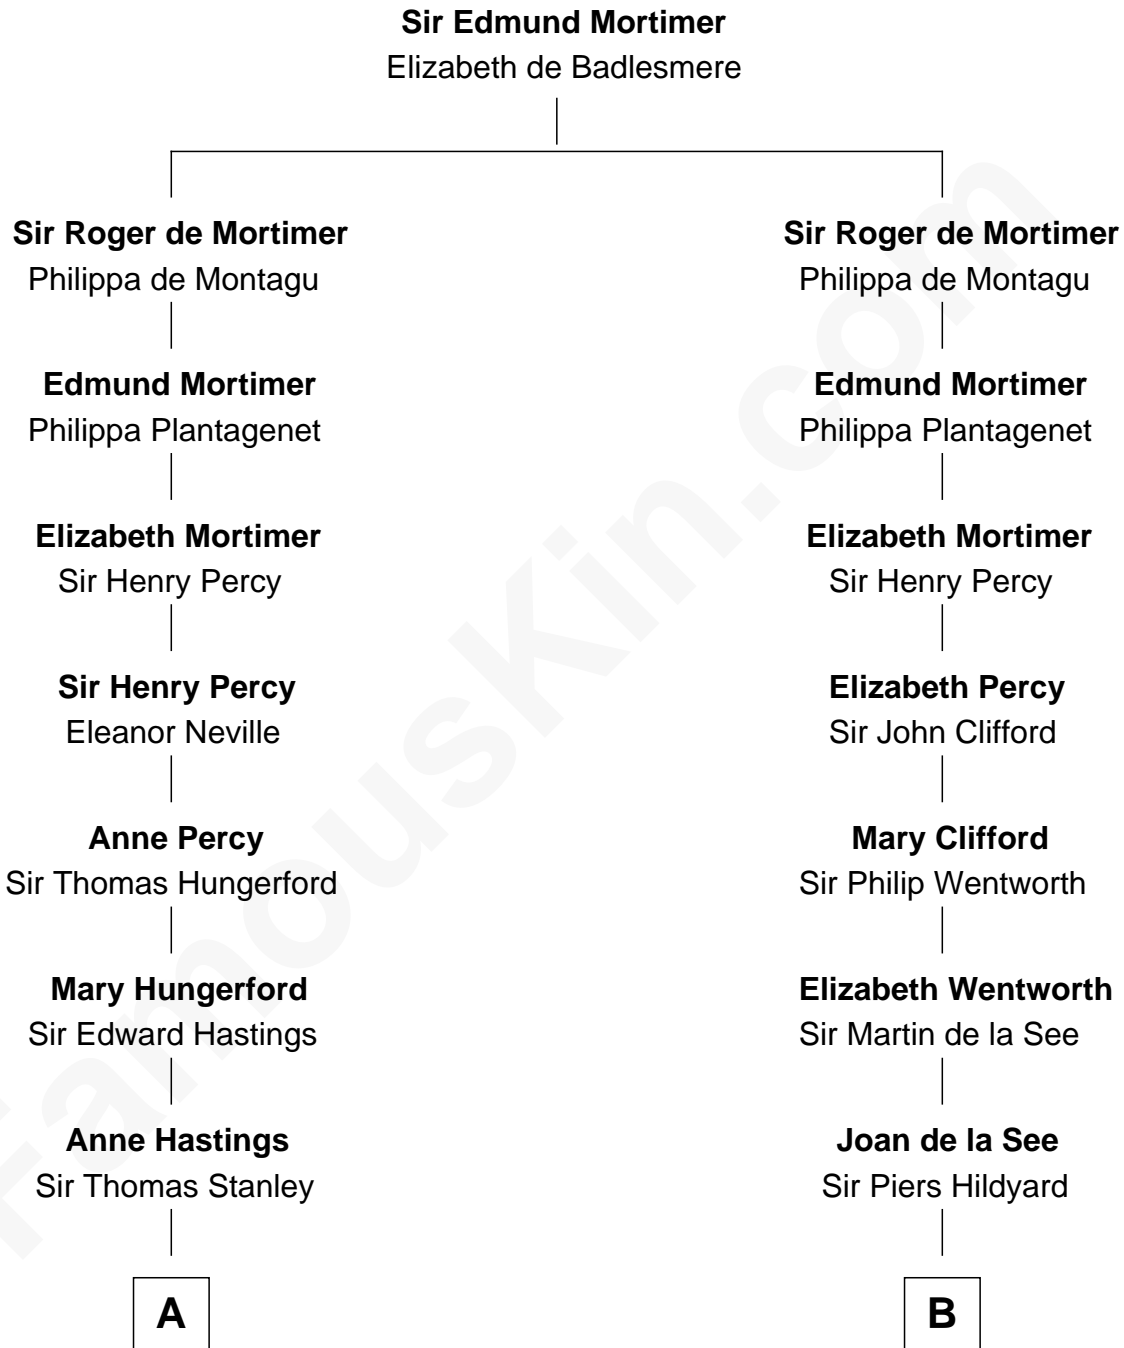 Sir Edmund Mortimer
Elizabeth de Badlesmere
Sir Roger de Mortimer
Philippa de Montagu
Edmund Mortimer
Philippa Plantagenet
Elizabeth Mortimer
Sir Henry Percy
Sir Henry Percy
Eleanor Neville
Anne Percy
Sir Thomas Hungerford
Mary Hungerford
Sir Edward Hastings
Anne Hastings
Sir Thomas Stanley
A
Sir Roger de Mortimer
Philippa de Montagu
Edmund Mortimer
Philippa Plantagenet
Elizabeth Mortimer
Sir Henry Percy
Elizabeth Percy
Sir John Clifford
Mary Clifford
Sir Philip Wentworth
Elizabeth Wentworth
Sir Martin de la See
Joan de la See
Sir Piers Hildyard
B
FamousKin.com